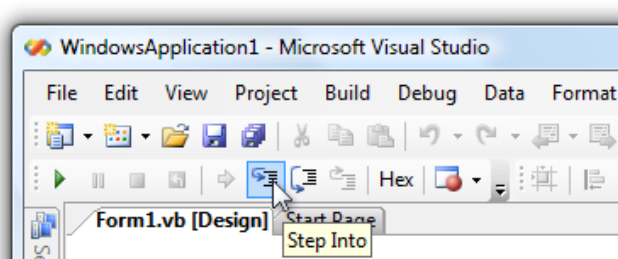 WindowsApplication1 - Microsoft Visual Studio
File Edit View Project Build Debug Data Format
Hex
Form1.vb [Design] Start Page
Step Into
Se